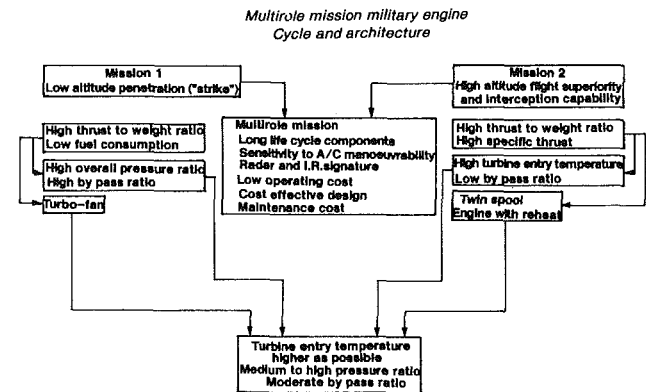 Multirole mission military engine
Cycle and architecture
Mission 1
Low altitude penetration ("strike")
Mission 2
High altitude flight superiority
and interception capability
High thrust to weight ratio
Low fuel consumption
High overall pressure ratio
High by pass ratio
Turbo-fan
Multirole mission
Long life cycle components
Sensitivity to A/C manoeuvrability
Radar and I.R.signature
Low operating cost
Cost effective design
Maintenance cost
High thrust to weight ratio
High specific thrust
High turbine entry temperature
Low by pass ratio
Twin spool
Engine with reheat
Turbine entry temperature
higher as possible
Medium to high pressure ratio
Moderate by pass ratio